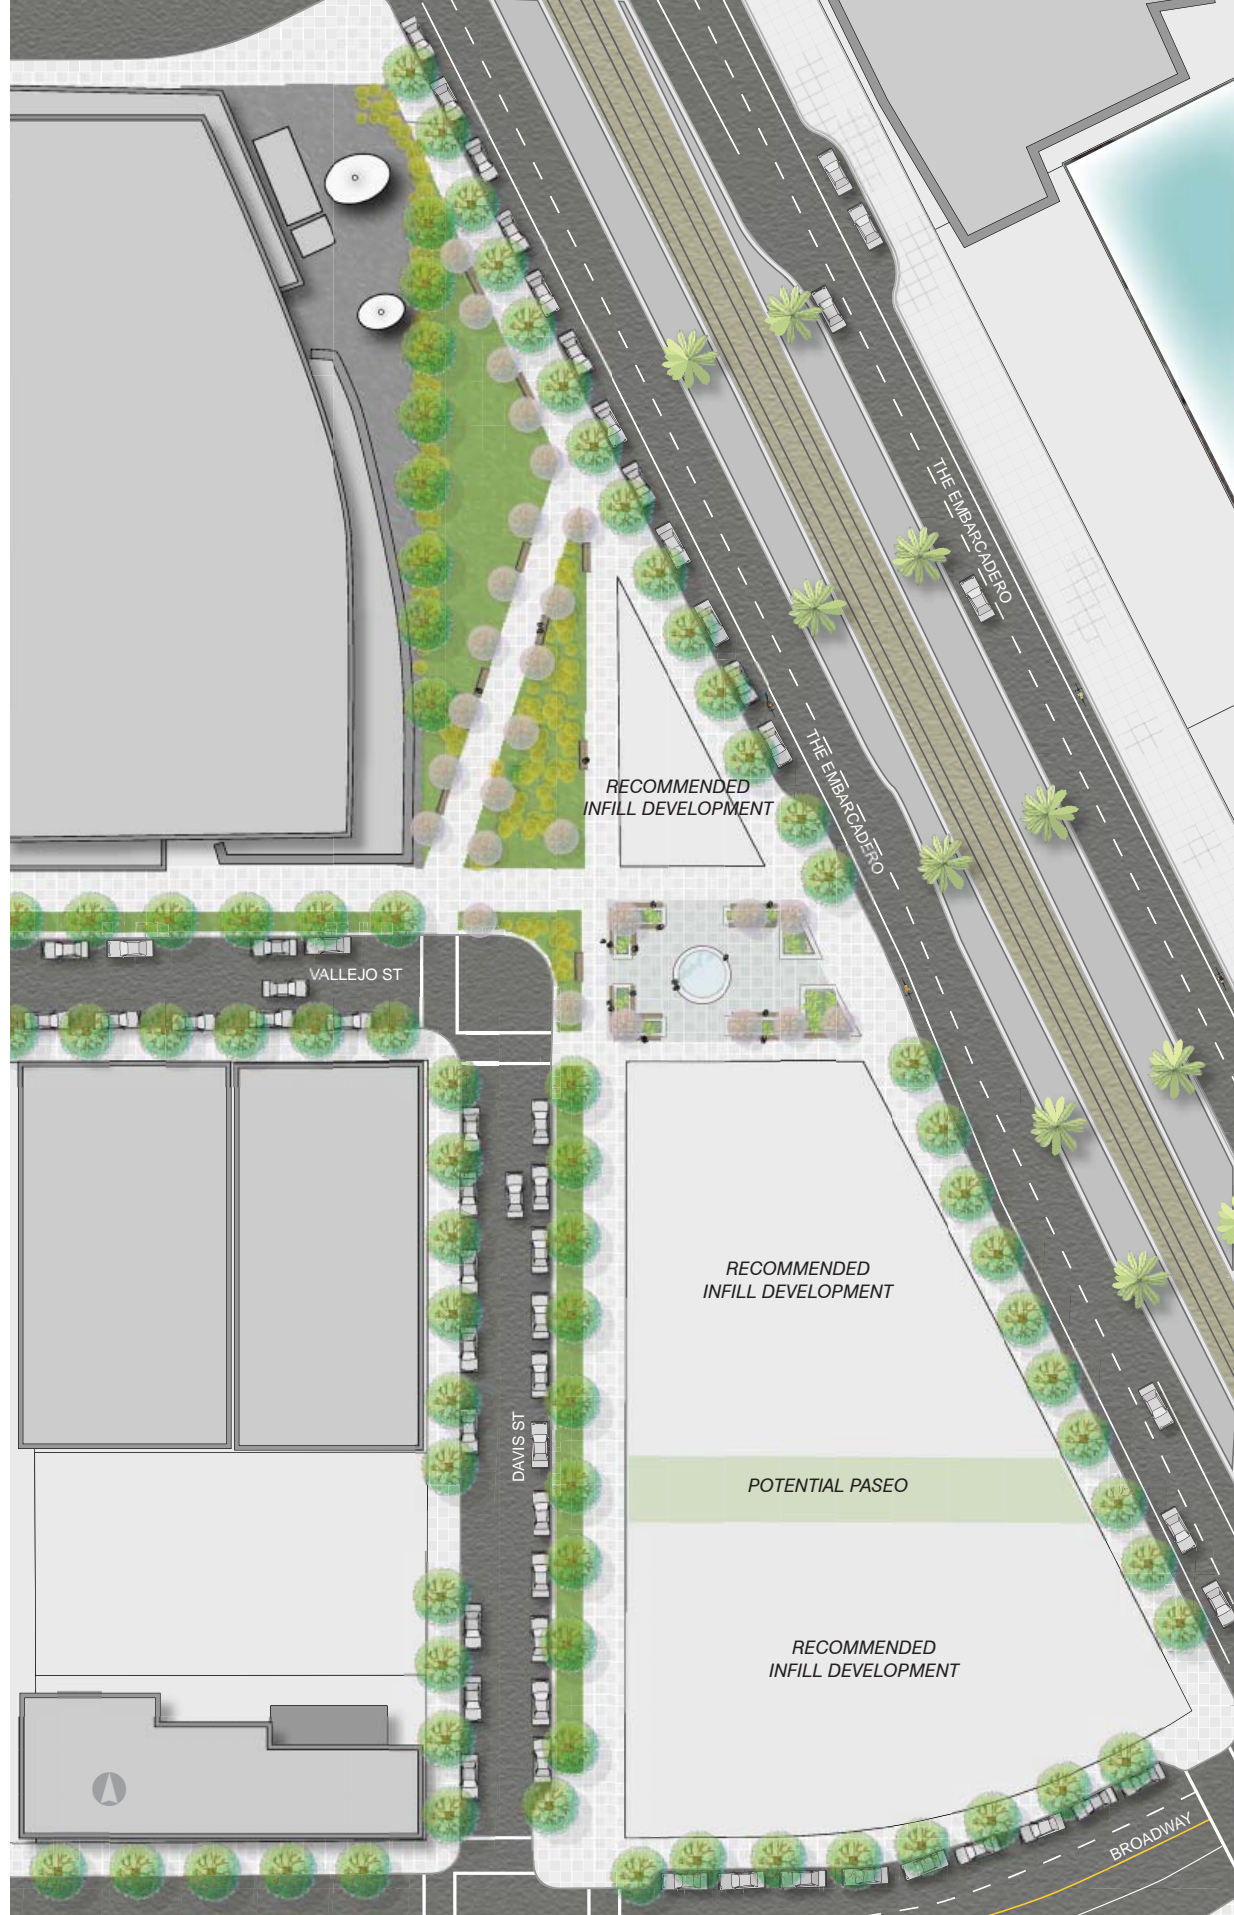 THE EMBARCADERO
RECOMMENDED
INFILL DEVELOPMENT
THE EMBARCADERO
VALLEJO ST
RECOMMENDED
INFILL DEVELOPMENT
DAVIS ST
POTENTIAL PASEO
RECOMMENDED
INFILL DEVELOPMENT
BROADWAY